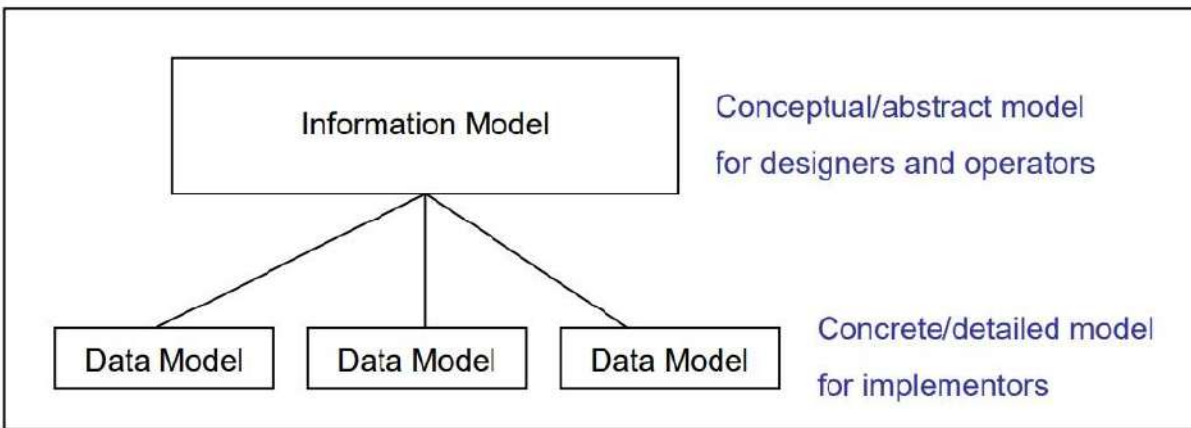 Information Model
Conceptual/abstract model
for designers and operators
Data Model
Data Model
Data Model
Concrete/detailed model
for implementors